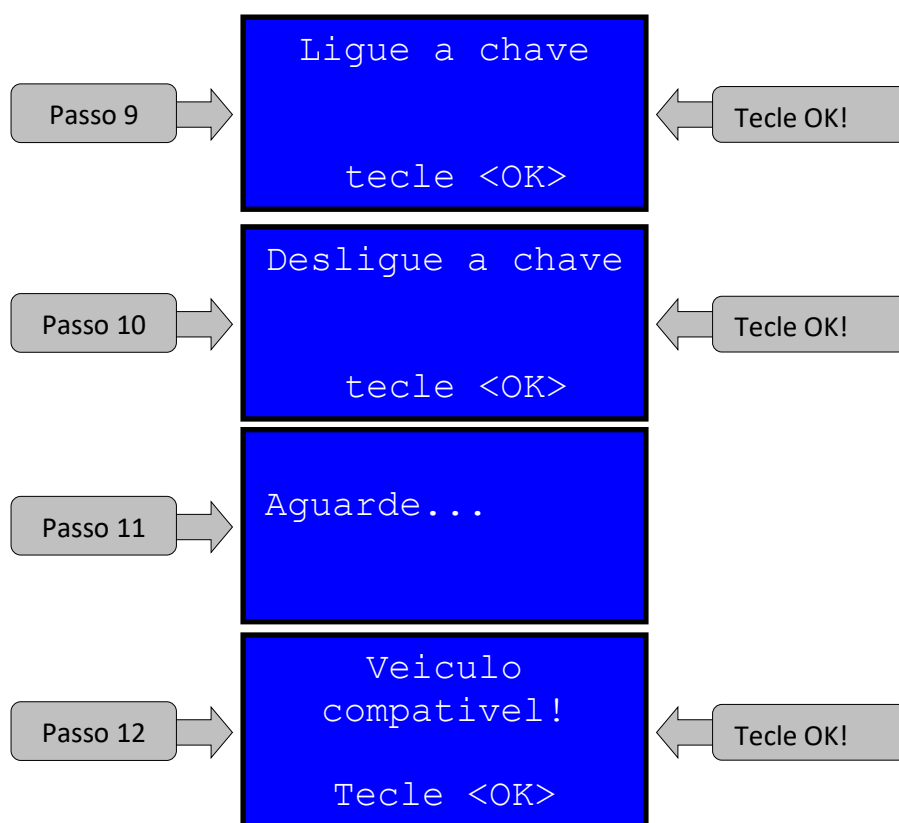 Ligue a chave
Passo 9
Tecle OK!
tecle <OK>
Desligue a chave
Passo 10
Tecle OK!
tecle <OK>
Aguarde...
Passo 11
Veiculo
compativel!
Passo 12
Tecle OK!
Tecle <OK>